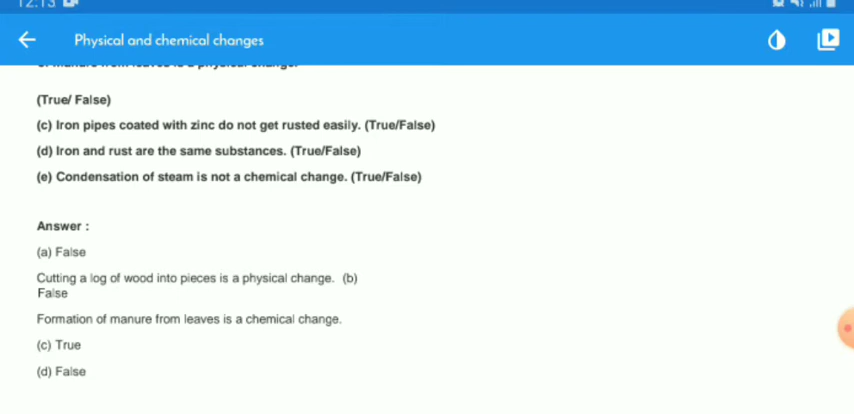 12:13
Physical and chemical changes
(True/ False)
(c) Iron pipes coated with zinc do not get rusted easily. (True/False)
(d) Iron and rust are the same substances. (True/False)
(e) Condensation of steam is not a chemical change. (True/False)
Answer :
(a) False
Cutting a log of wood into pieces is a physical change. (b)
False
Formation of manure from leaves is a chemical change.
(c) True
(d) False